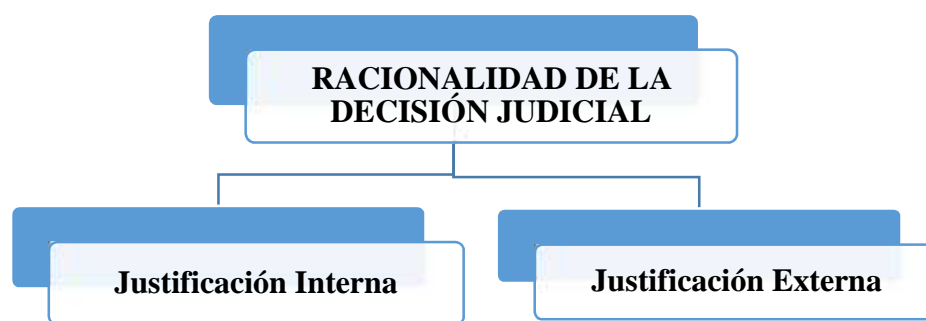 RACIONALIDAD DE LA
DECISIÓN JUDICIAL
Justificación Interna
Justificación Externa